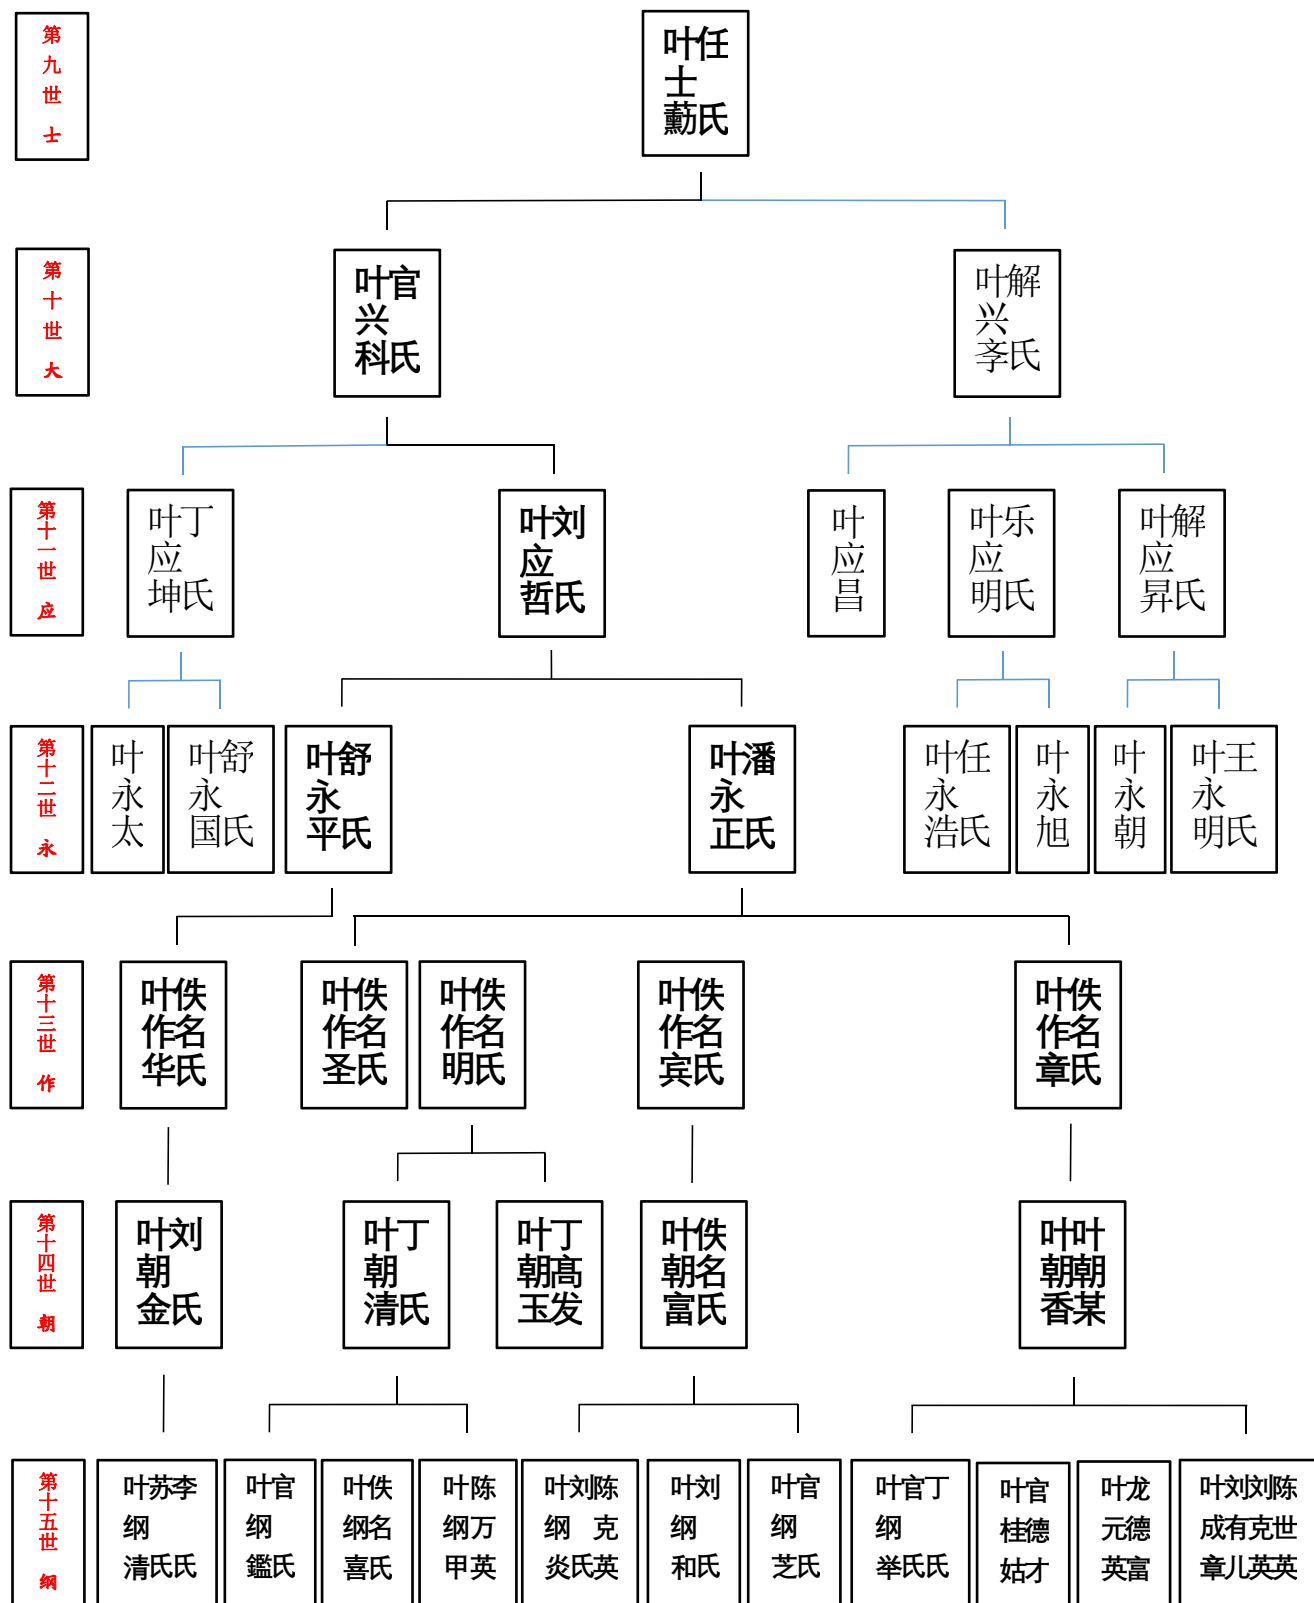 第九世 士
叶士勳 任氏
第十世 大
叶兴科 官氏
叶兴斈 解氏
第十一世 应
叶应坤 丁氏
叶应哲 刘氏
叶应昌
叶应明 乐氏
叶应昇 解氏
第十二世 永
叶永太
叶永国 舒氏
叶永平 舒氏
叶永正 潘氏
叶永浩 任氏
叶永旭
叶永朝
叶永明 王氏
第十三世 作
叶作华 佚名氏
叶作圣 佚名氏
叶作明 佚名氏
叶作宾 佚名氏
叶作章 佚名氏
第十四世 朝
叶朝金 刘氏
叶朝清 丁氏
叶朝玉 丁髙发
叶朝富 佚名氏
叶朝香 叶朝某
第十五世 纲
叶纲清 苏氏 李氏
叶纲鑑 官氏
叶纲喜 佚名氏
叶纲甲 陈万英
叶纲炎 刘氏 陈克英
叶纲和 刘氏
叶纲芝 官氏
叶纲举 官氏 丁氏
叶桂姑 官德才
叶元英 龙德富
叶成章 刘有儿 刘克英 陈世英